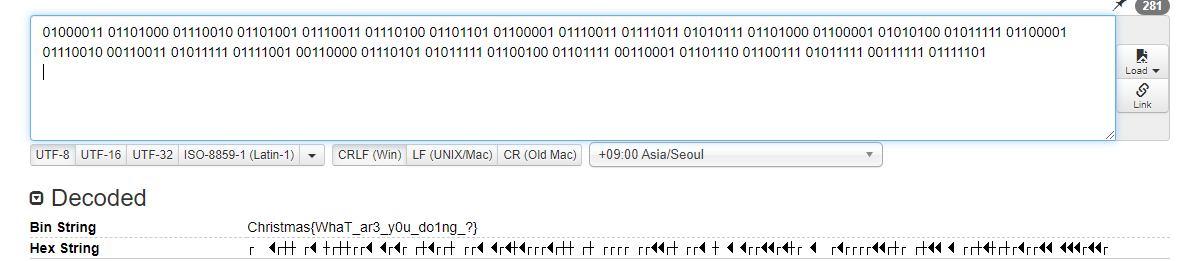 281
01000011 01101000 01110010 01101001 01110011 01110100 01101101 01100001 01110011 01111011 01010111 01101000 01100001 01010100 01011111 01100001
01110010 00110011 01011111 01111001 00110000 01110101 01011111 01100100 01101111 00110001 01101110 01100111 01011111 00111111 01111101
Load
Link
UTF-8 UTF-16 UTF-32 ISO-8859-1 (Latin-1) CRLF (Win) LF (UNIX/Mac) CR (Old Mac) +09:00 Asia/Seoul
Decoded
Bin String Christmas{WhaT_ar3_y0u_do1ng_?}
Hex String